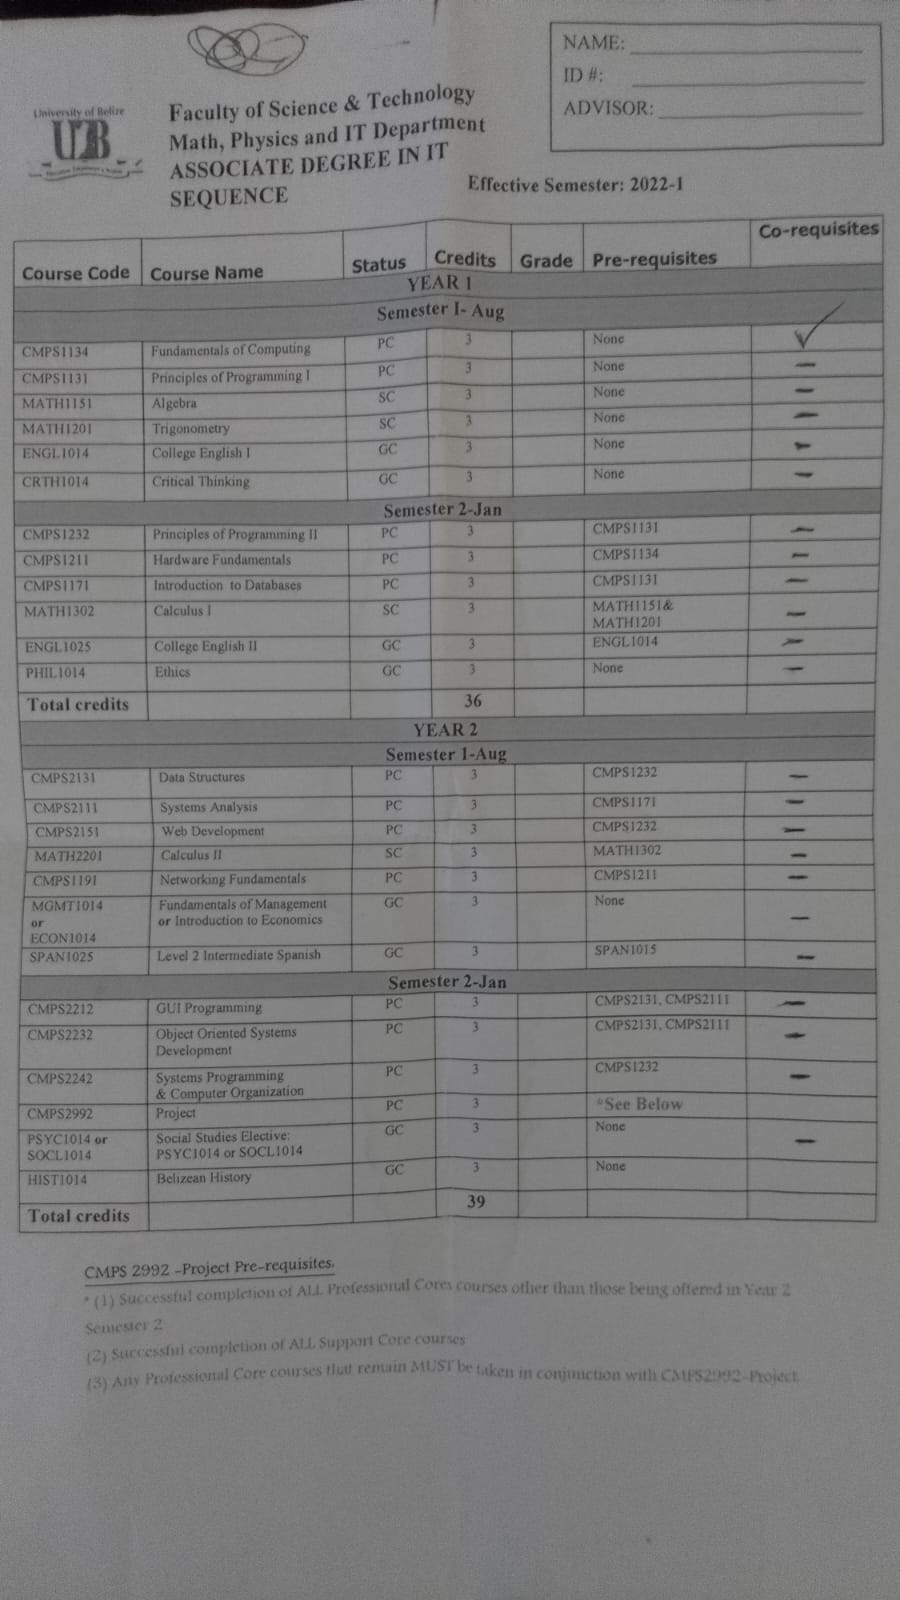 NAME:
ID #:
ADVISOR:
University of Belize
UB
Faculty of Science & Technology
Math, Physics and IT Department
ASSOCIATE DEGREE IN IT
SEQUENCE
Effective Semester: 2022-1
Course Code Course Name Status Credits Grade Pre-requisites Co-requisites
YEAR 1
Semester I- Aug
CMPS1134 Fundamentals of Computing PC 3 None
CMPS1131 Principles of Programming I PC 3 None
MATH1151 Algebra SC 3 None
MATH1201 Trigonometry SC 3 None
ENGL1014 College English I GC 3 None
CRTH1014 Critical Thinking GC 3 None
Semester 2-Jan
CMPS1232 Principles of Programming II PC 3 CMPS1131
CMPS1211 Hardware Fundamentals PC 3 CMPS1134
CMPS1171 Introduction to Databases PC 3 CMPS1131
MATH1302 Calculus I SC 3 MATH1151&
MATH1201
ENGL1025 College English II GC 3 ENGL1014
PHIL1014 Ethics GC 3 None
Total credits 36
YEAR 2
Semester 1-Aug
CMPS2131 Data Structures PC 3 CMPS1232
CMPS2111 Systems Analysis PC 3 CMPS1171
CMPS2151 Web Development PC 3 CMPS1232
MATH2201 Calculus II SC 3 MATH1302
CMPS1191 Networking Fundamentals PC 3 CMPS1211
MGMT1014 Fundamentals of Management GC 3 None
or or Introduction to Economics
ECON1014
SPAN1025 Level 2 Intermediate Spanish GC 3 SPAN1015
Semester 2-Jan
CMPS2212 GUI Programming PC 3 CMPS2131, CMPS2111
CMPS2232 Object Oriented Systems PC 3 CMPS2131, CMPS2111
Development
CMPS2242 Systems Programming PC 3 CMPS1232
& Computer Organization
CMPS2992 Project PC 3 *See Below
PSYC1014 or Social Studies Elective: GC 3 None
SOCL1014 PSYC1014 or SOCL1014
HIST1014 Belizean History GC 3 None
Total credits 39
CMPS 2992 -Project Pre-requisites.
* (1) Successful completion of ALL Professional Cores courses other than those being offered in Year 2
Semester 2
(2) Successful completion of ALL Support Core courses
(3) Any Professional Core courses that remain MUST be taken in conjunction with CMPS2992-Project.